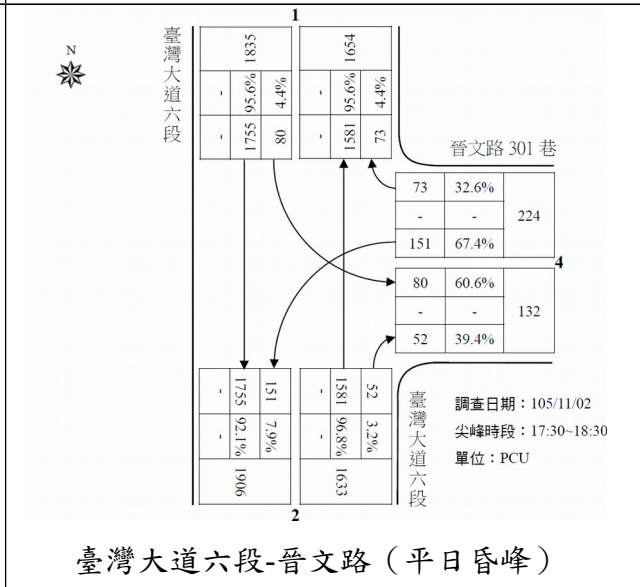 1
N
臺灣大道六段
1835
1654
- 95.6% 4.4%
- 95.6% 4.4%
- 1755 80
- 1581 73
晉文路 301 巷
73 32.6%
- -
224
151 67.4%
4
80 60.6%
- -
132
52 39.4%
- 1755 151
- 1581 52
- 92.1% 7.9%
- 96.8% 3.2%
1906
1633
2
臺灣大道六段
調查日期：105/11/02
尖峰時段：17:30~18:30
單位：PCU
臺灣大道六段-晉文路（平日昏峰）